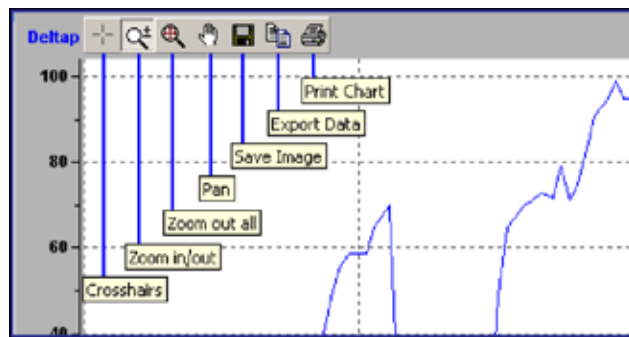 Deltap
100
Print Chart
Export Data
80
Save Image
Pan
Zoom out all
60
Zoom in/out
Crosshairs
40